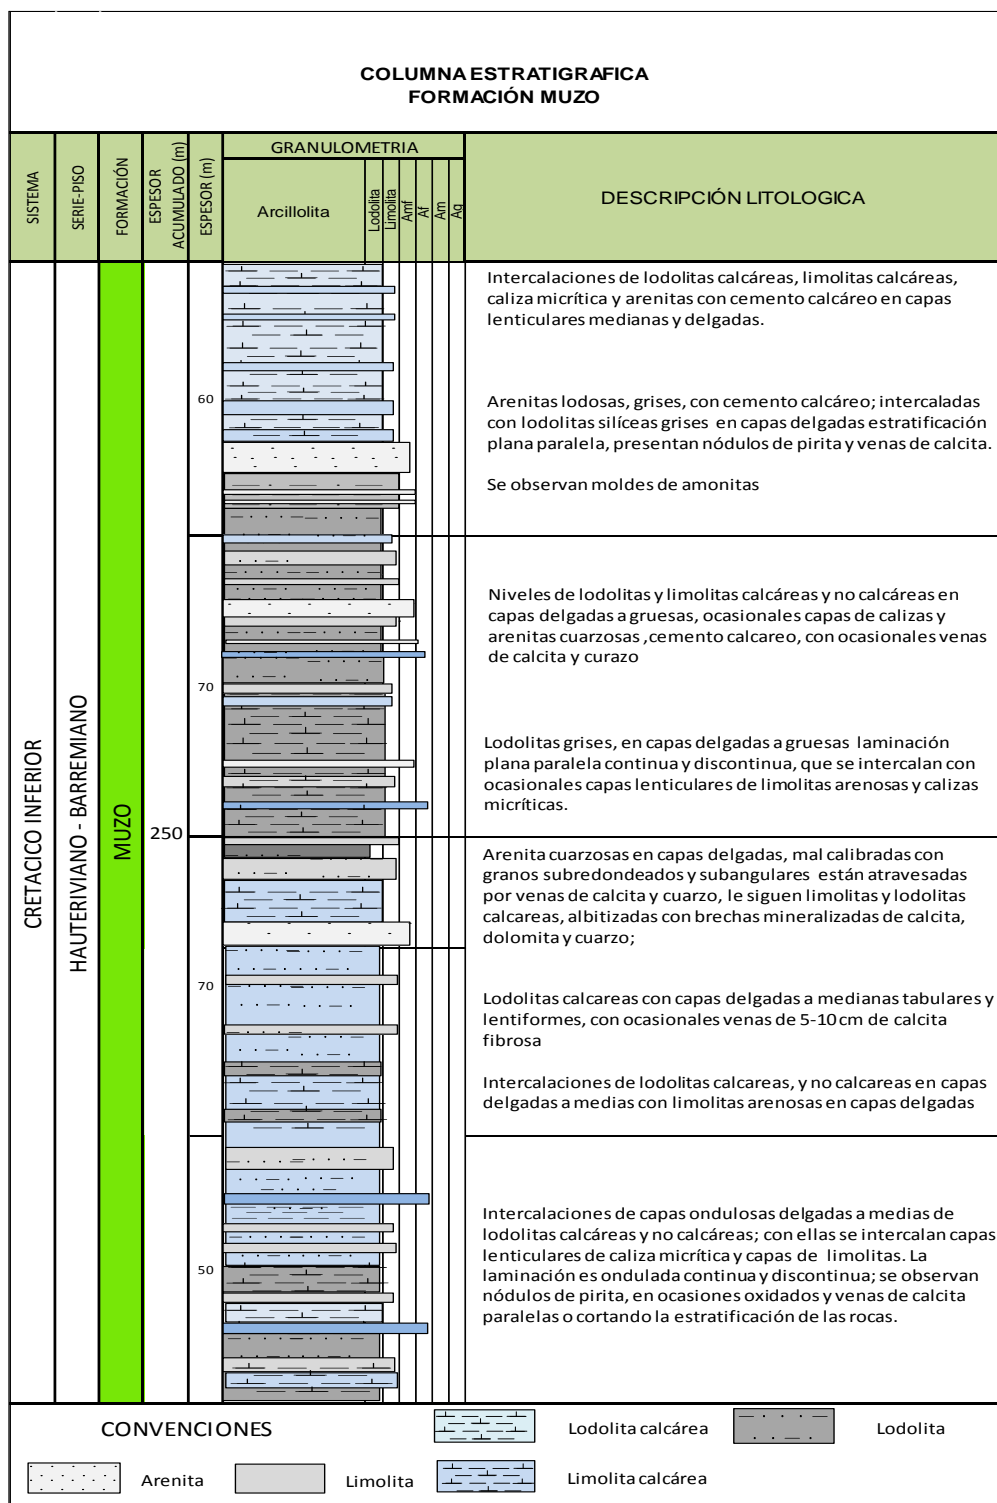 COLUMNA ESTRATIGRAFICA
FORMACIÓN MUZO
SISTEMA
SERIE-PISO
FORMACIÓN
ESPESOR
ACUMULADO (m)
ESPESOR (m)
GRANULOMETRIA
Arcillolita
Lodolita
Limolita
Amf
Af
Am
Ag
DESCRIPCIÓN LITOLOGICA
CRETACICO INFERIOR
HAUTERIVIANO - BARREMIANO
MUZO
250
60
Intercalaciones de lodolitas calcáreas, limolitas calcáreas,
caliza micrítica y arenitas con cemento calcáreo en capas
lenticulares medianas y delgadas.
Arenitas lodosas, grises, con cemento calcáreo; intercaladas
con lodolitas silíceas grises en capas delgadas estratificación
plana paralela, presentan nódulos de pirita y venas de calcita.
Se observan moldes de amonitas
70
Niveles de lodolitas y limolitas calcáreas y no calcáreas en
capas delgadas a gruesas, ocasionales capas de calizas y
arenitas cuarzosas ,cemento calcareo, con ocasionales venas
de calcita y curazo
Lodolitas grises, en capas delgadas a gruesas laminación
plana paralela continua y discontinua, que se intercalan con
ocasionales capas lenticulares de limolitas arenosas y calizas
micríticas.
70
Arenita cuarzosas en capas delgadas, mal calibradas con
granos subredondeados y subangulares están atravesadas
por venas de calcita y cuarzo, le siguen limolitas y lodolitas
calcareas, albitizadas con brechas mineralizadas de calcita,
dolomita y cuarzo;
Lodolitas calcareas con capas delgadas a medianas tabulares y
lentiformes, con ocasionales venas de 5-10 cm de calcita
fibrosa
Intercalaciones de lodolitas calcareas, y no calcareas en capas
delgadas a medias con limolitas arenosas en capas delgadas
50
Intercalaciones de capas ondulosas delgadas a medias de
lodolitas calcáreas y no calcáreas; con ellas se intercalan capas
lenticulares de caliza micrítica y capas de limolitas. La
laminación es ondulada continua y discontinua; se observan
nódulos de pirita, en ocasiones oxidados y venas de calcita
paralelas o cortando la estratificación de las rocas.
CONVENCIONES
Lodolita calcárea
Lodolita
Arenita
Limolita
Limolita calcárea